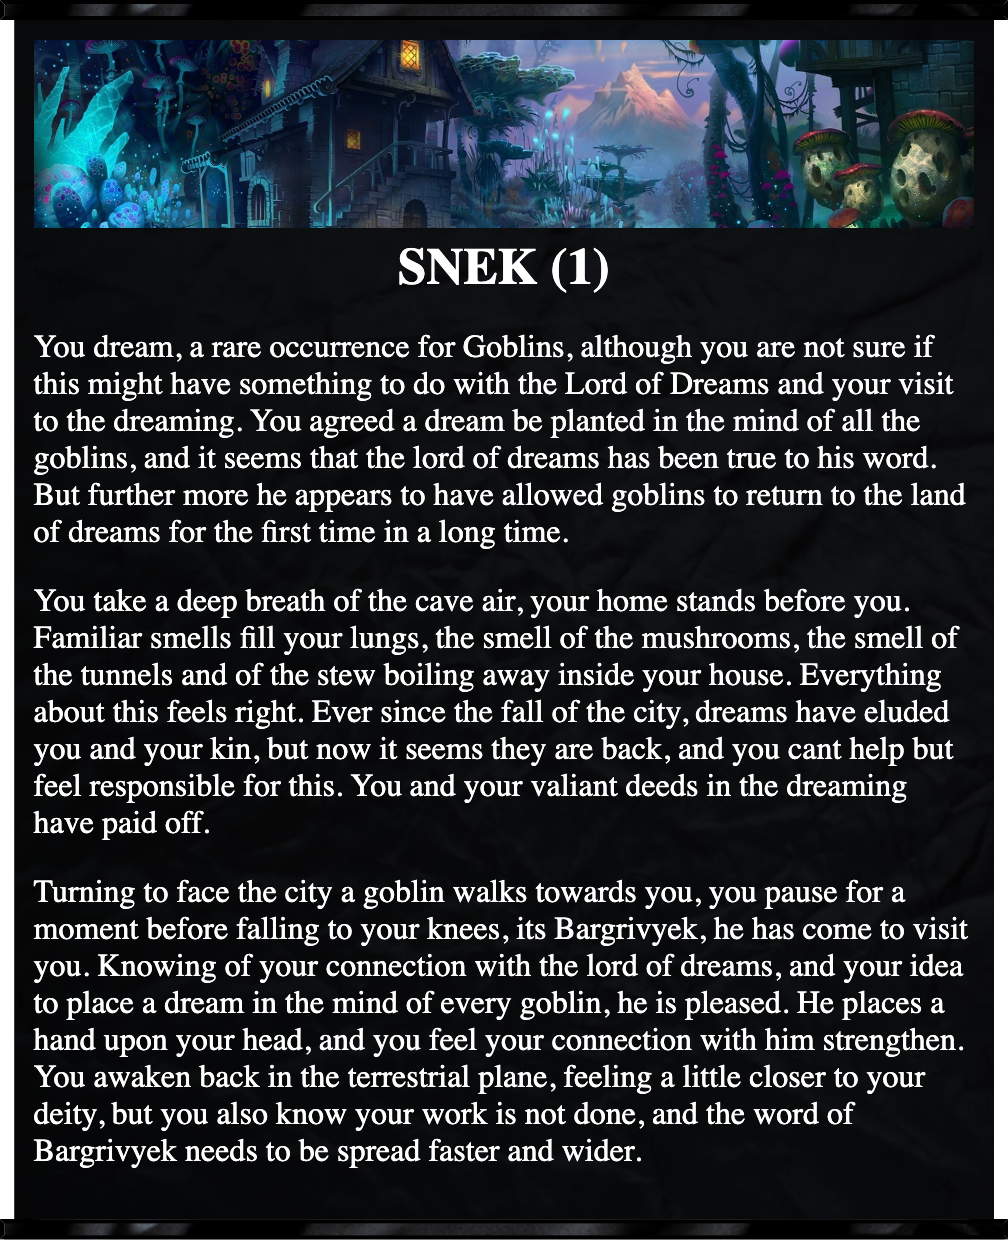 SNEK (1)
You dream, a rare occurrence for Goblins, although you are not sure if
this might have something to do with the Lord of Dreams and your visit
to the dreaming. You agreed a dream be planted in the mind of all the
goblins, and it seems that the lord of dreams has been true to his word.
But further more he appears to have allowed goblins to return to the land
of dreams for the first time in a long time.
You take a deep breath of the cave air, your home stands before you.
Familiar smells fill your lungs, the smell of the mushrooms, the smell of
the tunnels and of the stew boiling away inside your house. Everything
about this feels right. Ever since the fall of the city, dreams have eluded
you and your kin, but now it seems they are back, and you cant help but
feel responsible for this. You and your valiant deeds in the dreaming
have paid off.
Turning to face the city a goblin walks towards you, you pause for a
moment before falling to your knees, its Bargrivyek, he has come to visit
you. Knowing of your connection with the lord of dreams, and your idea
to place a dream in the mind of every goblin, he is pleased. He places a
hand upon your head, and you feel your connection with him strengthen.
You awaken back in the terrestrial plane, feeling a little closer to your
deity, but you also know your work is not done, and the word of
Bargrivyek needs to be spread faster and wider.